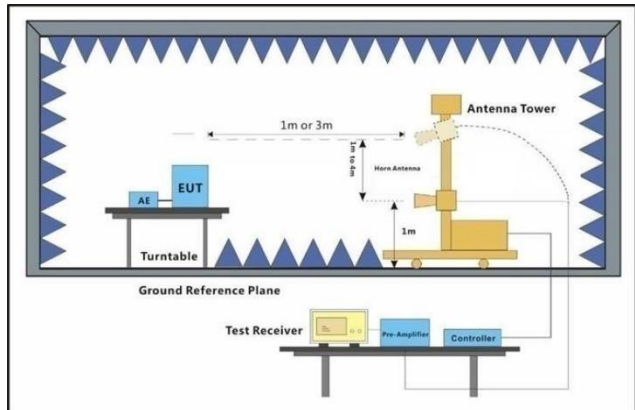 Antenna Tower
1m or 3m
1m to 4m
Horn Antenna
EUT
AE
1m
Turntable
Ground Reference Plane
Test Receiver
Pre-Amplifier
Controller